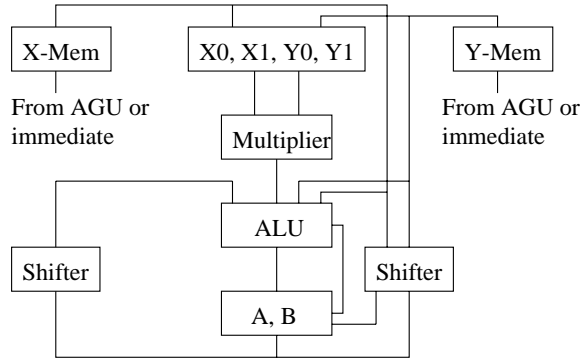 X-Mem
X0, X1, Y0, Y1
Y-Mem
From AGU or
immediate
From AGU or
immediate
Multiplier
ALU
Shifter
Shifter
A, B